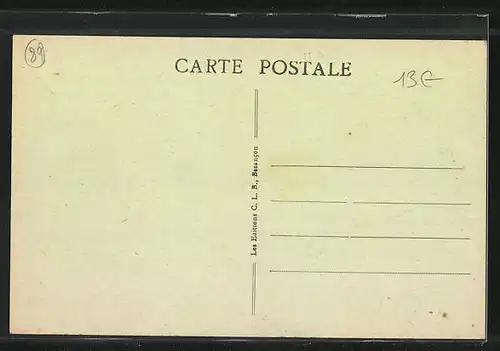 89
CARTE POSTALE
13€
Les Editions C. L. B., Besançon